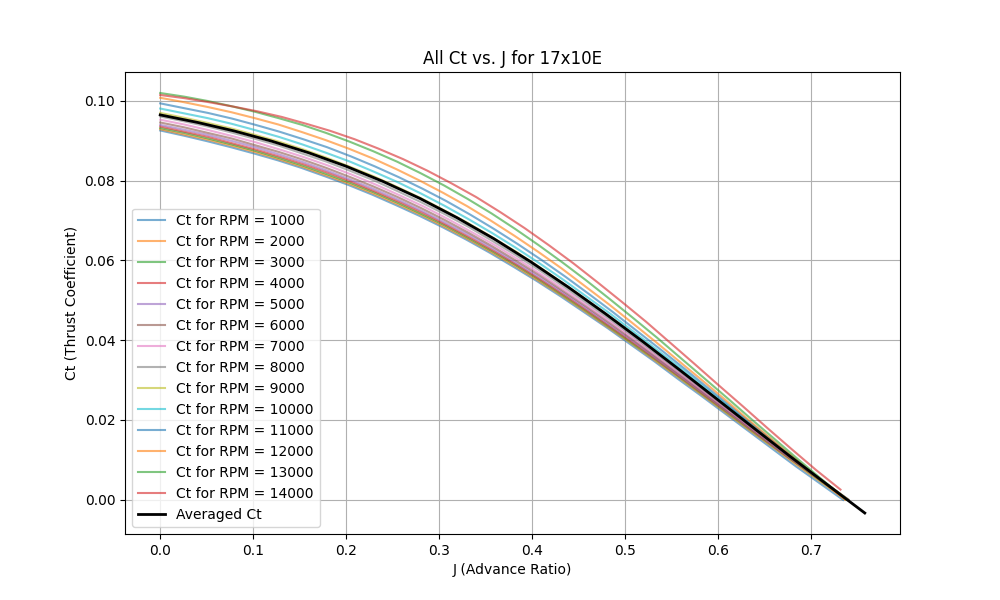 All Ct vs. J for 17x10E
Ct (Thrust Coefficient)
0.10
0.08
0.06
0.04
0.02
0.00
Ct for RPM = 1000
Ct for RPM = 2000
Ct for RPM = 3000
Ct for RPM = 4000
Ct for RPM = 5000
Ct for RPM = 6000
Ct for RPM = 7000
Ct for RPM = 8000
Ct for RPM = 9000
Ct for RPM = 10000
Ct for RPM = 11000
Ct for RPM = 12000
Ct for RPM = 13000
Ct for RPM = 14000
Averaged Ct
0.0 0.1 0.2 0.3 0.4 0.5 0.6 0.7
J (Advance Ratio)